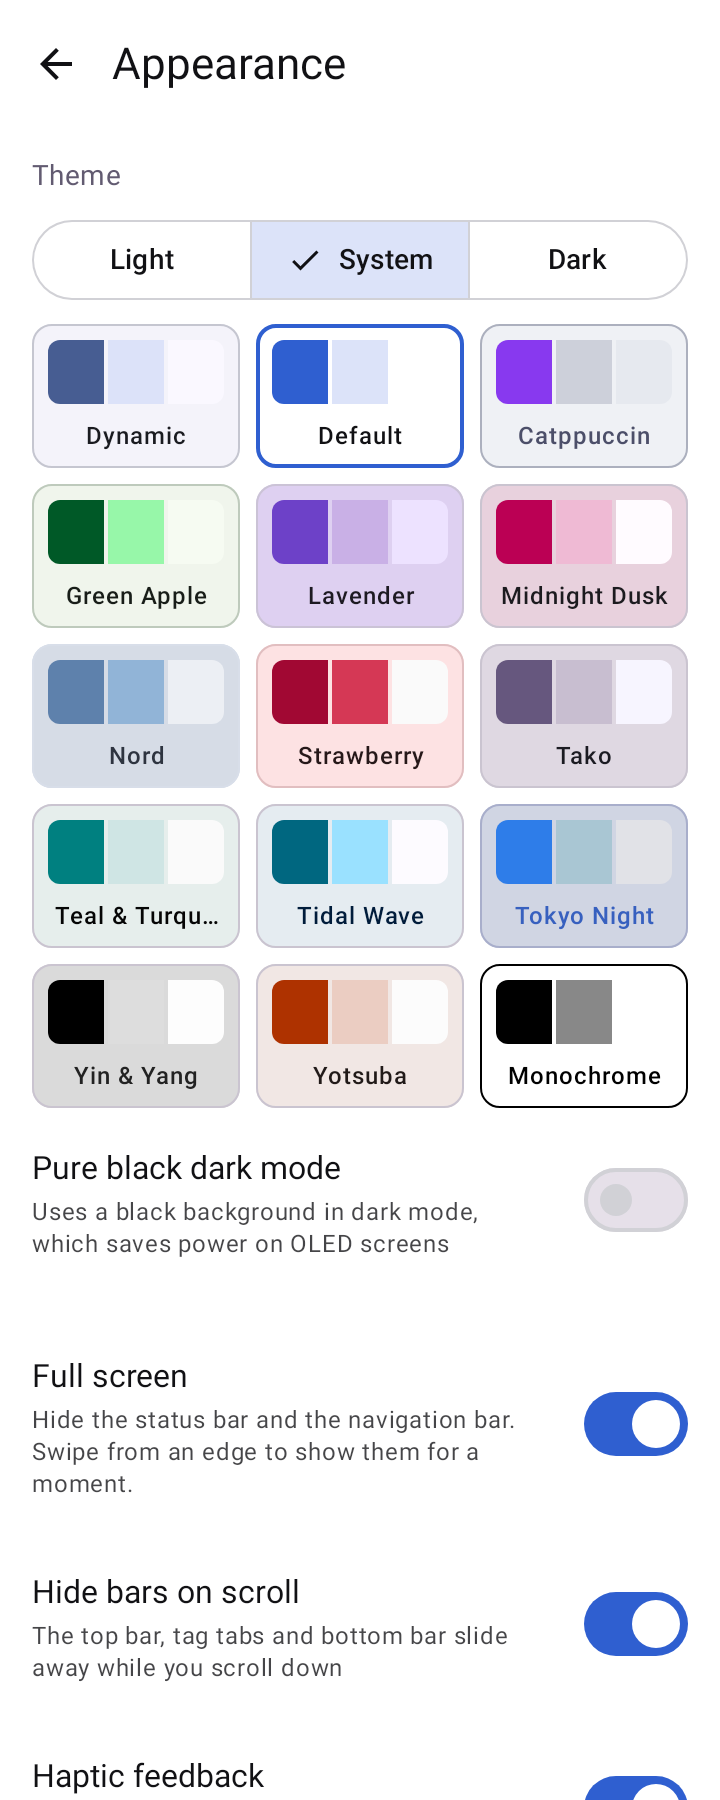 Appearance
Theme
Light
System
Dark
Dynamic
Default
Catppuccin
Green Apple
Lavender
Midnight Dusk
Nord
Strawberry
Tako
Teal & Turqu...
Tidal Wave
Tokyo Night
Yin & Yang
Yotsuba
Monochrome
Pure black dark mode
Uses a black background in dark mode,
which saves power on OLED screens
Full screen
Hide the status bar and the navigation bar.
Swipe from an edge to show them for a
moment.
Hide bars on scroll
The top bar, tag tabs and bottom bar slide
away while you scroll down
Haptic feedback